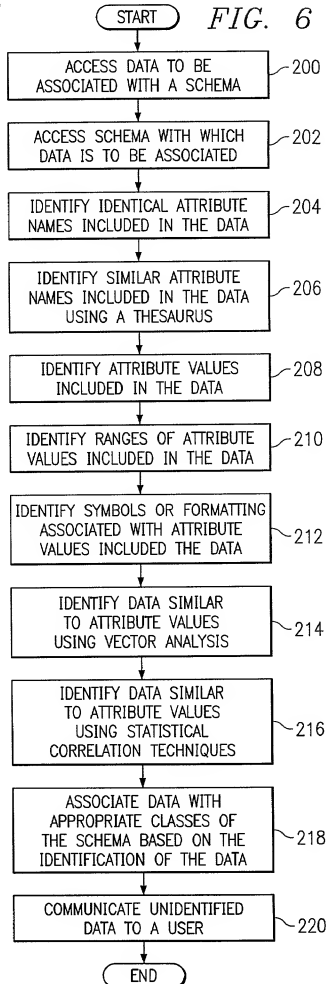 START
FIG. 6
ACCESS DATA TO BE
ASSOCIATED WITH A SCHEMA
200
ACCESS SCHEMA WITH WHICH
DATA IS TO BE ASSOCIATED
202
IDENTIFY IDENTICAL ATTRIBUTE
NAMES INCLUDED IN THE DATA
204
IDENTIFY SIMILAR ATTRIBUTE
NAMES INCLUDED IN THE DATA
USING A THESAURUS
206
IDENTIFY ATTRIBUTE VALUES
INCLUDED IN THE DATA
208
IDENTIFY RANGES OF ATTRIBUTE
VALUES INCLUDED IN THE DATA
210
IDENTIFY SYMBOLS OR FORMATTING
ASSOCIATED WITH ATTRIBUTE
VALUES INCLUDED THE DATA
212
IDENTIFY DATA SIMILAR
TO ATTRIBUTE VALUES
USING VECTOR ANALYSIS
214
IDENTIFY DATA SIMILAR
TO ATTRIBUTE VALUES
USING STATISTICAL
CORRELATION TECHNIQUES
216
ASSOCIATE DATA WITH
APPROPRIATE CLASSES OF
THE SCHEMA BASED ON THE
IDENTIFICATION OF THE DATA
218
COMMUNICATE UNIDENTIFIED
DATA TO A USER
220
END